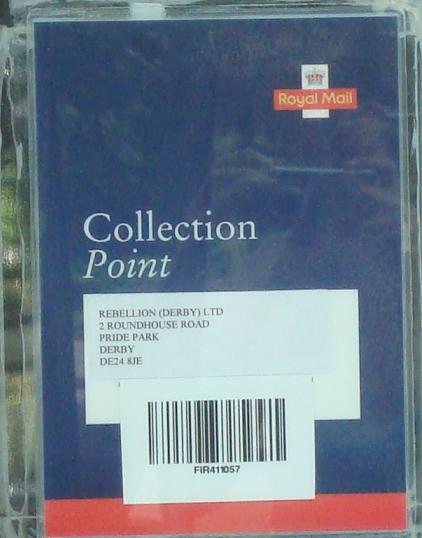 Royal Mail
Collection
Point
REBELLION (DERBY) LTD
2 ROUNDHOUSE ROAD
PRIDE PARK
DERBY
DE24 8JE
FIR411057